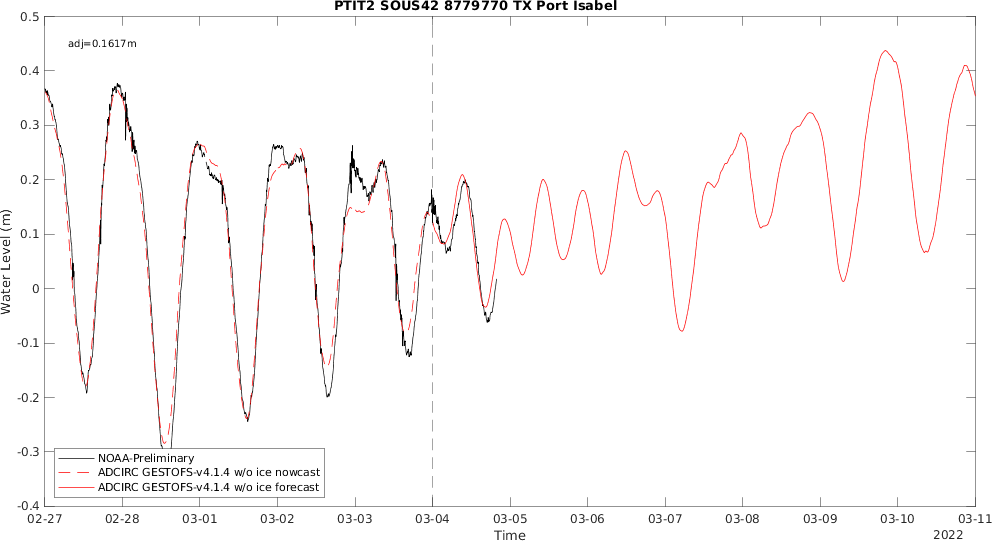 PTIT2 SOUS42 8779770 TX Port Isabel
adj=0.1617m
0.5
0.4
0.3
0.2
0.1
0
-0.1
-0.2
-0.3
-0.4
Water Level (m)
NOAA-Preliminary
ADCIRC GESTOFS-v4.1.4 w/o ice nowcast
ADCIRC GESTOFS-v4.1.4 w/o ice forecast
02-27 02-28 03-01 03-02 03-03 03-04 03-05 03-06 03-07 03-08 03-09 03-10 03-11
Time
2022